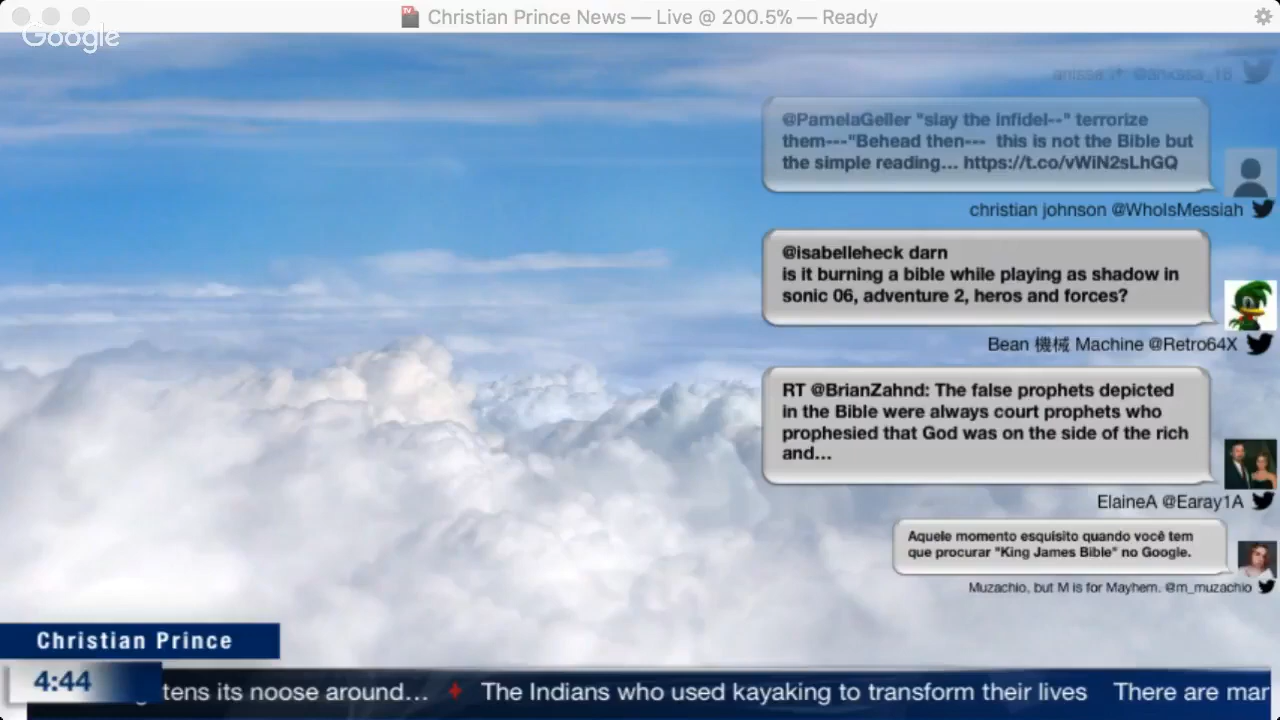 Christian Prince News — Live @ 200.5% — Ready
Google
anissa @anxssa_16
@PamelaGeller "slay the infidel--" terrorize
them---"Behead then--- this is not the Bible but
the simple reading... https://t.co/vWiN2sLhGQ
christian johnson @WhoIsMessiah
@isabelleheck darn
is it burning a bible while playing as shadow in
sonic 06, adventure 2, heros and forces?
Bean 機械 Machine @Retro64X
RT @BrianZahnd: The false prophets depicted
in the Bible were always court prophets who
prophesied that God was on the side of the rich
and...
ElaineA @Earay1A
Aquele momento esquisito quando você tem
que procurar "King James Bible" no Google.
Muzachio, but M is for Mayhem. @m_muzachio
Christian Prince
4:44
tens its noose around... The Indians who used kayaking to transform their lives There are mar